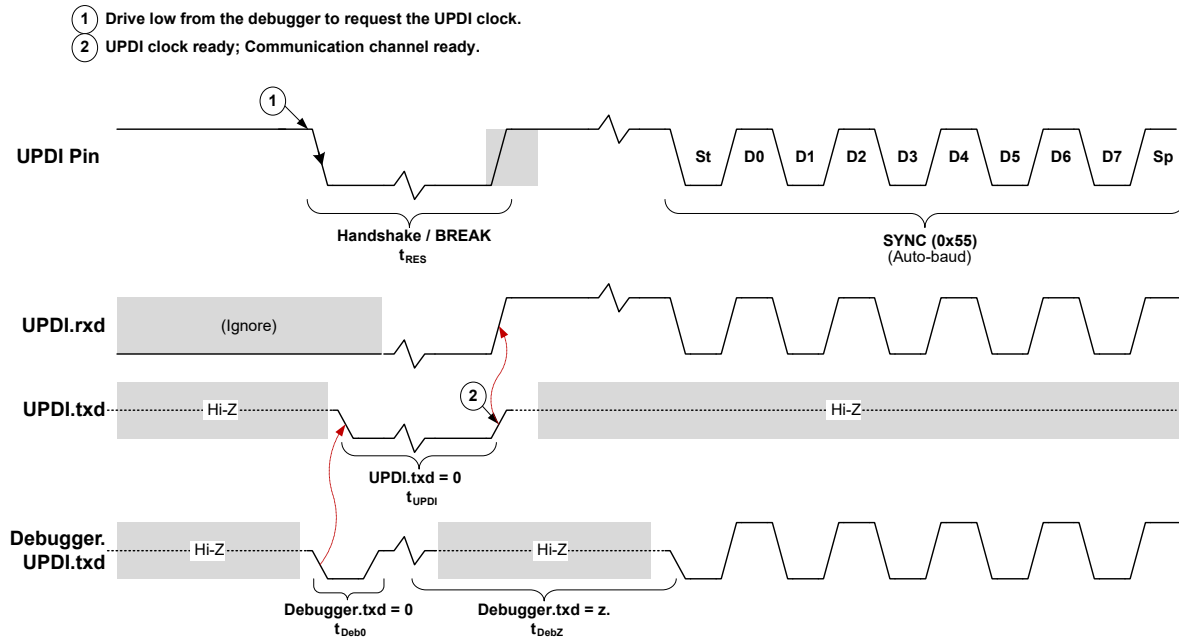 1 Drive low from the debugger to request the UPDI clock.
2 UPDI clock ready; Communication channel ready.
1
UPDI Pin
St D0 D1 D2 D3 D4 D5 D6 D7 Sp
Handshake / BREAK
tRES
SYNC (0x55)
(Auto-baud)
UPDI.rxd
(Ignore)
2
UPDI.txd
Hi-Z
Hi-Z
UPDI.txd = 0
tUPDI
Debugger.
UPDI.txd
Hi-Z
Hi-Z
Debugger.txd = 0
tDeb0
Debugger.txd = z.
tDebZ